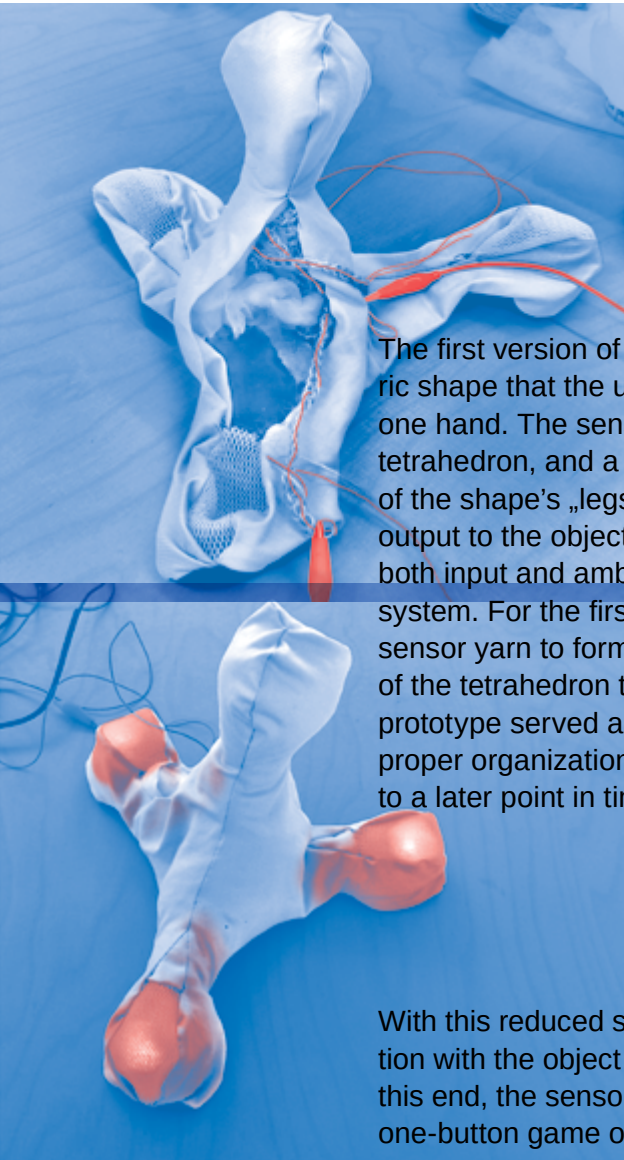 The first version of
ric shape that the u
one hand. The sen
tetrahedron, and a
of the shape's „legs
output to the object
both input and amb
system. For the firs
sensor yarn to form
of the tetrahedron t
prototype served a
proper organization
to a later point in ti
With this reduced s
tion with the object
this end, the senso
one-button game o